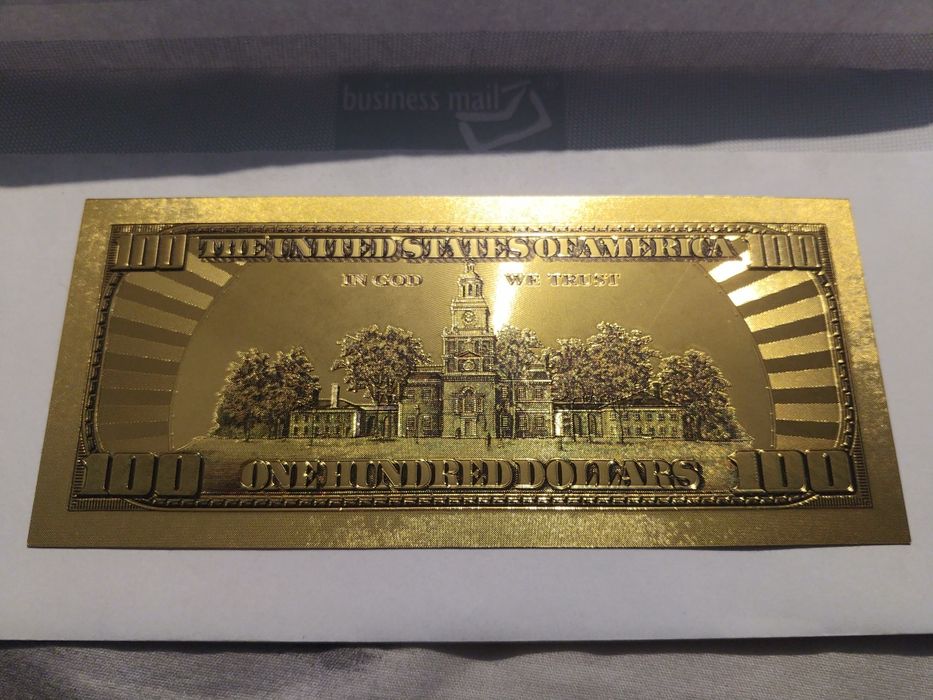 business mail
100 THE UNITED STATES OF AMERICA 100
IN GOD WE TRUST
100 ONE HUNDRED DOLLARS 100